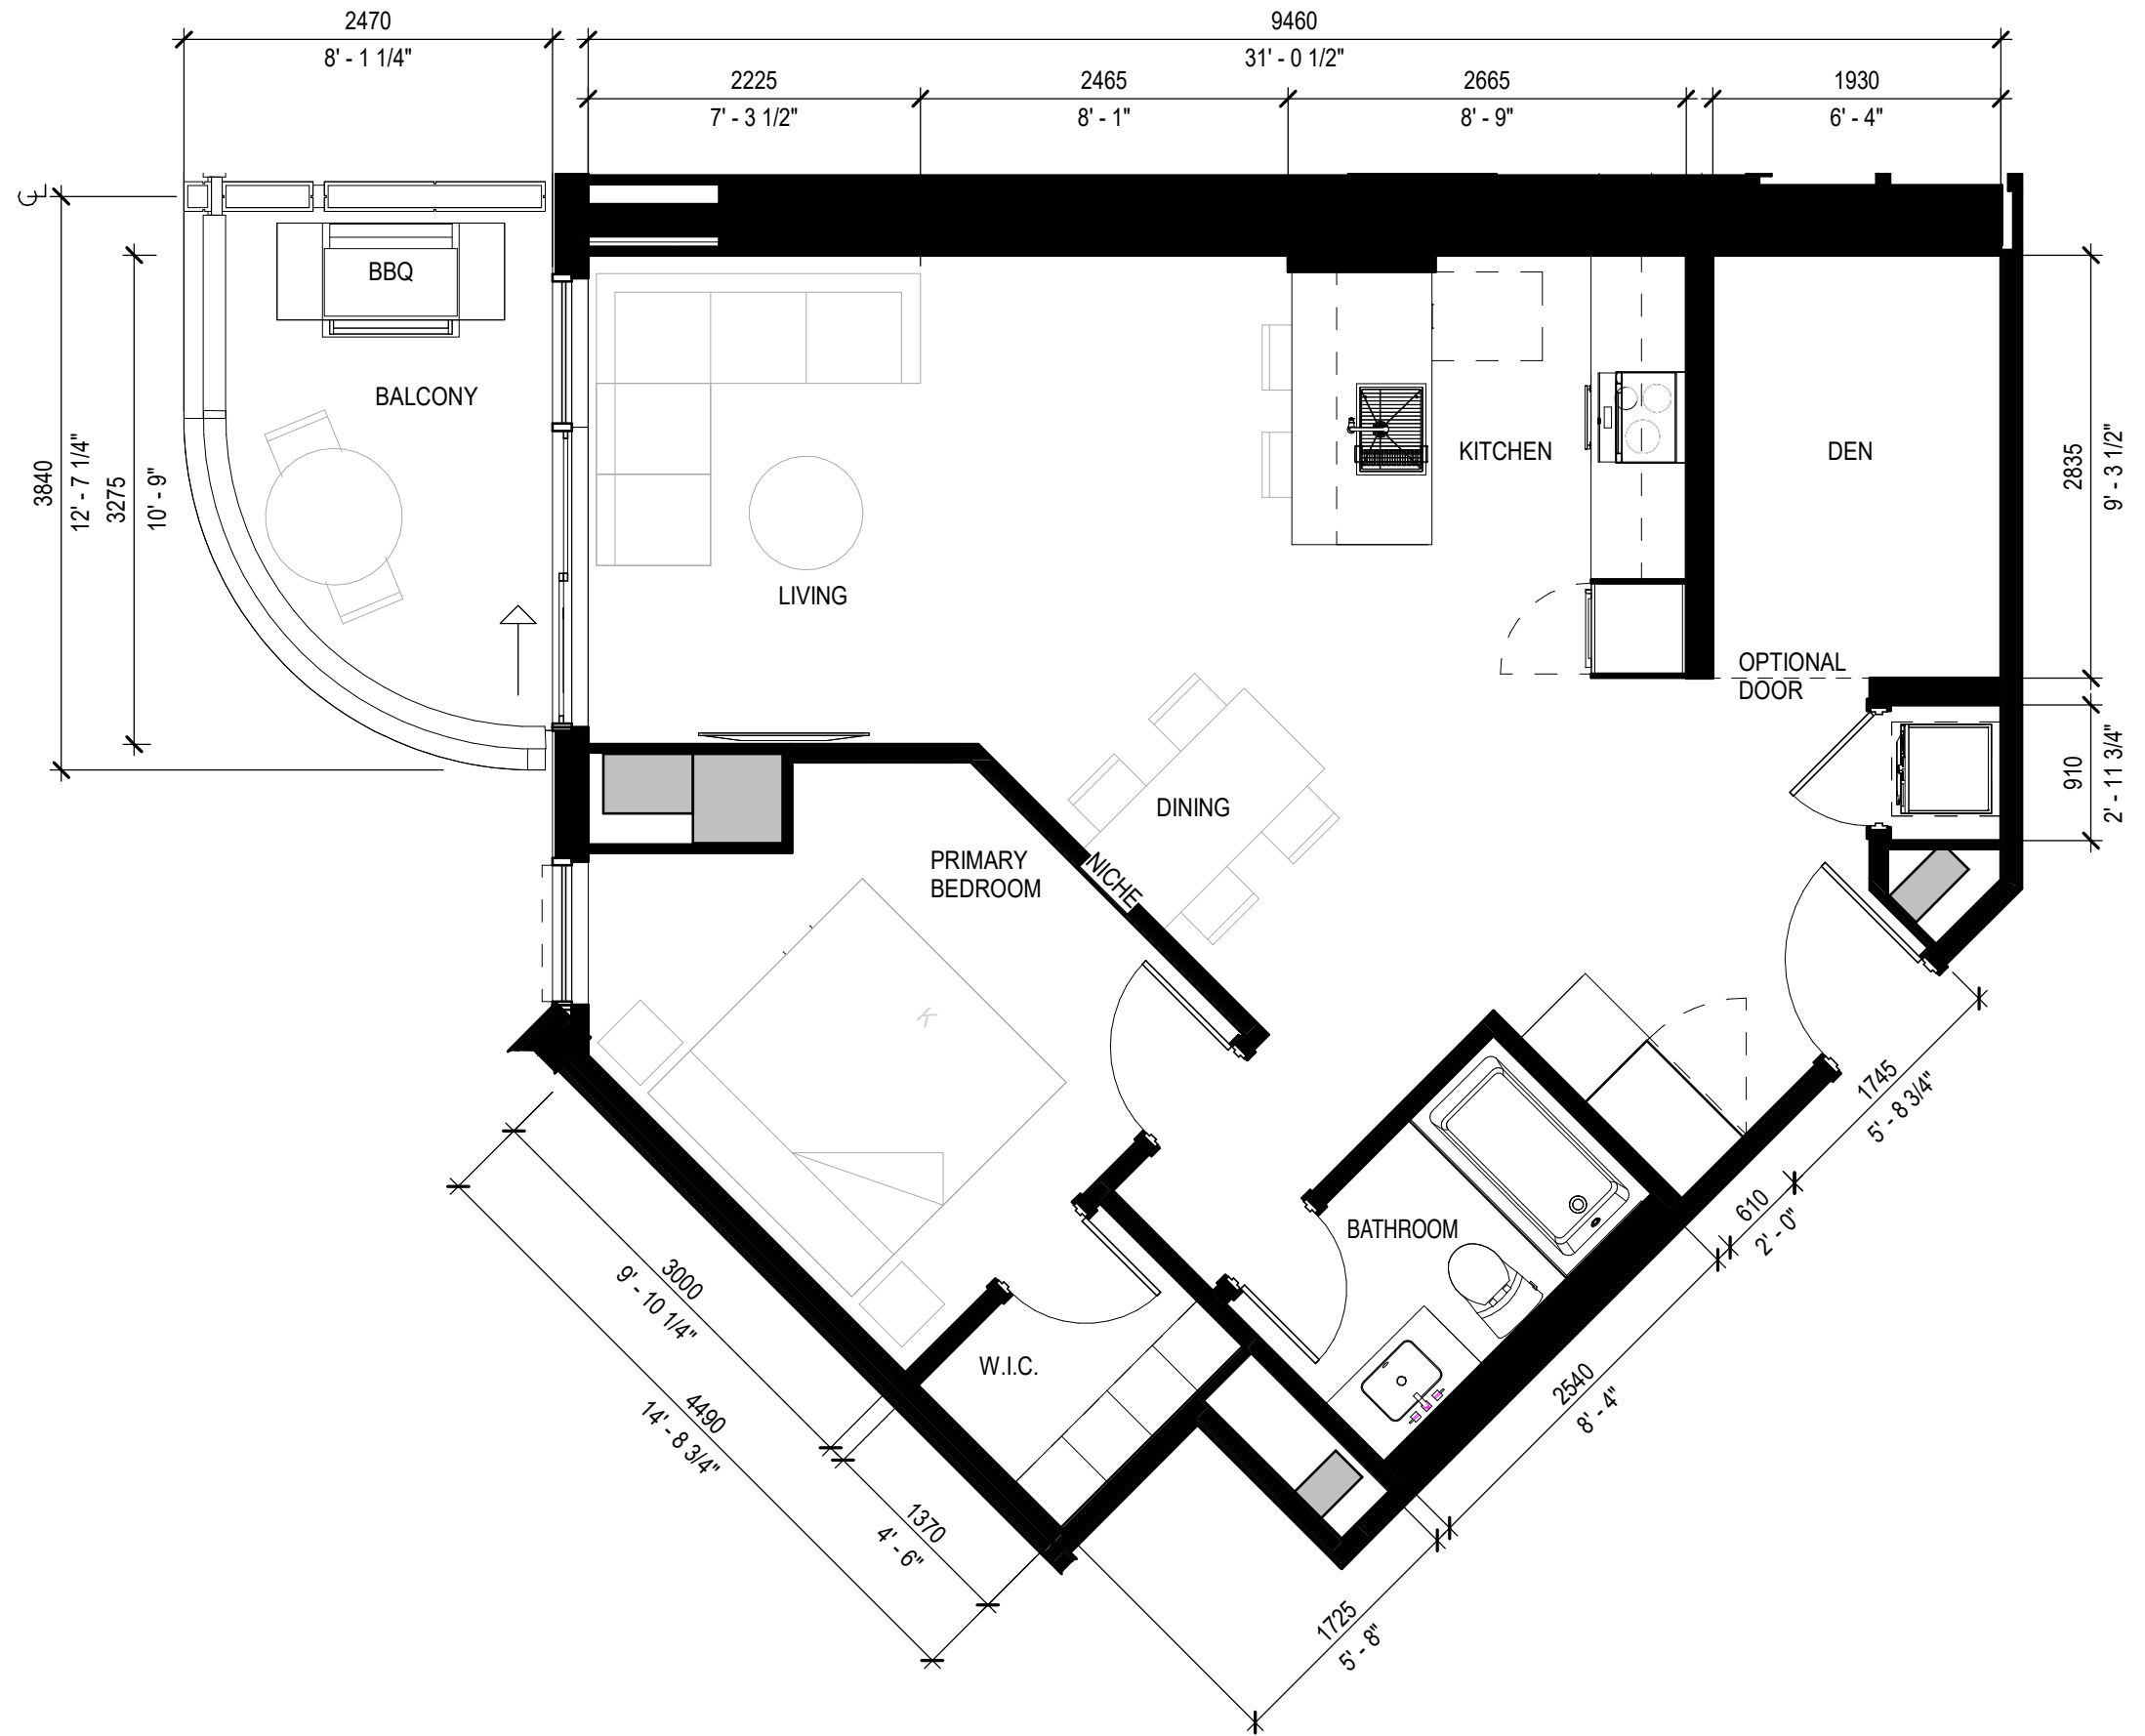 2470
8' - 1 1/4"
9460
31' - 0 1/2"
2225
7' - 3 1/2"
2465
8' - 1"
2665
8' - 9"
1930
6' - 4"
BBQ
BALCONY
KITCHEN
DEN
3840
12' - 7 1/4"
3275
10' - 9"
2835
9' - 3 1/2"
LIVING
OPTIONAL
DOOR
910
2' - 11 3/4"
DINING
PRIMARY
BEDROOM
NICHE
K
1745
5' - 8 3/4"
610
2' - 0"
BATHROOM
3000
9' - 10 1/4"
4490
14' - 8 3/4"
W.I.C.
2540
8' - 4"
1370
4' - 6"
1725
5' - 8"